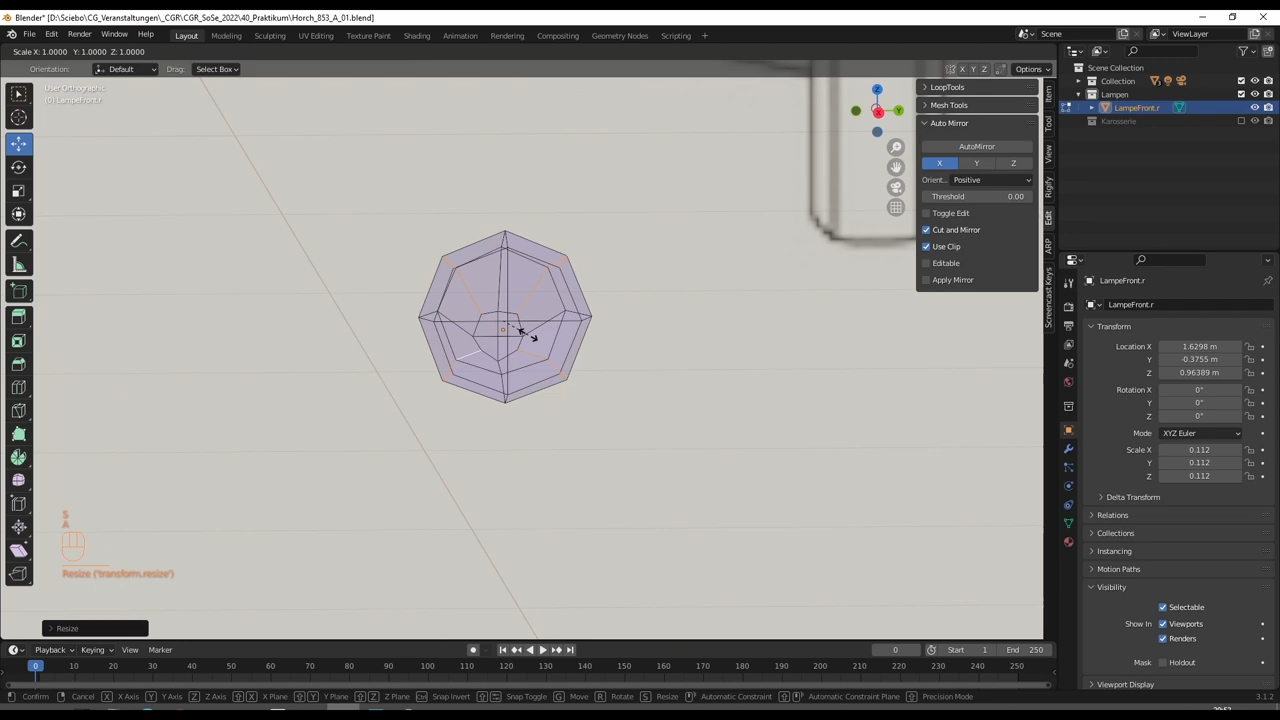 Blender* [D:\Sciebo\CG_Veranstaltungen\_CGR\CGR_SoSe_2022\40_Praktikum\Horch_853_A_01.blend]
File Edit Render Window Help Layout Modeling Sculpting UV Editing Texture Paint Shading Animation Rendering Compositing Geometry Nodes Scripting + Scene ViewLayer
Scale X: 1.0000 Y: 1.0000 Z: 1.0000
Orientation: Default Drag: Select Box X Y Z Options
User Orthographic
(0) LampeFront.r
Z
Y
X
LoopTools
Mesh Tools
Auto Mirror
AutoMirror
X Y Z
Orient... Positive
Threshold 0.00
Toggle Edit
Cut and Mirror
Use Clip
Editable
Apply Mirror
Item
Tool
View
Rigify
Edit
ARP
Screencast Keys
Scene Collection
Collection
Lampen
LampeFront.r
Karosserie
LampeFront.r
LampeFront.r
Transform
Location X 1.6298 m
Y -0.3755 m
Z 0.96389 m
Rotation X 0°
Y 0°
Z 0°
Mode XYZ Euler
Scale X 0.112
Y 0.112
Z 0.112
Delta Transform
Relations
Collections
Instancing
Motion Paths
Visibility
Selectable
Show In Viewports
Renders
Mask Holdout
Viewport Display
S
A
Resize ('transform.resize')
Resize
Playback Keying View Marker 0 Start 1 End 250
0 10 20 30 40 50 60 70 80 90 100 110 120 130 140 150 160 170 180 190 200 210 220 230 240 250
Confirm Cancel X X Axis Y Y Axis Z Z Axis X X Plane Y Y Plane Z Z Plane Snap Invert Snap Toggle G Move R Rotate S Resize Automatic Constraint Automatic Constraint Plane Precision Mode 3.1.2